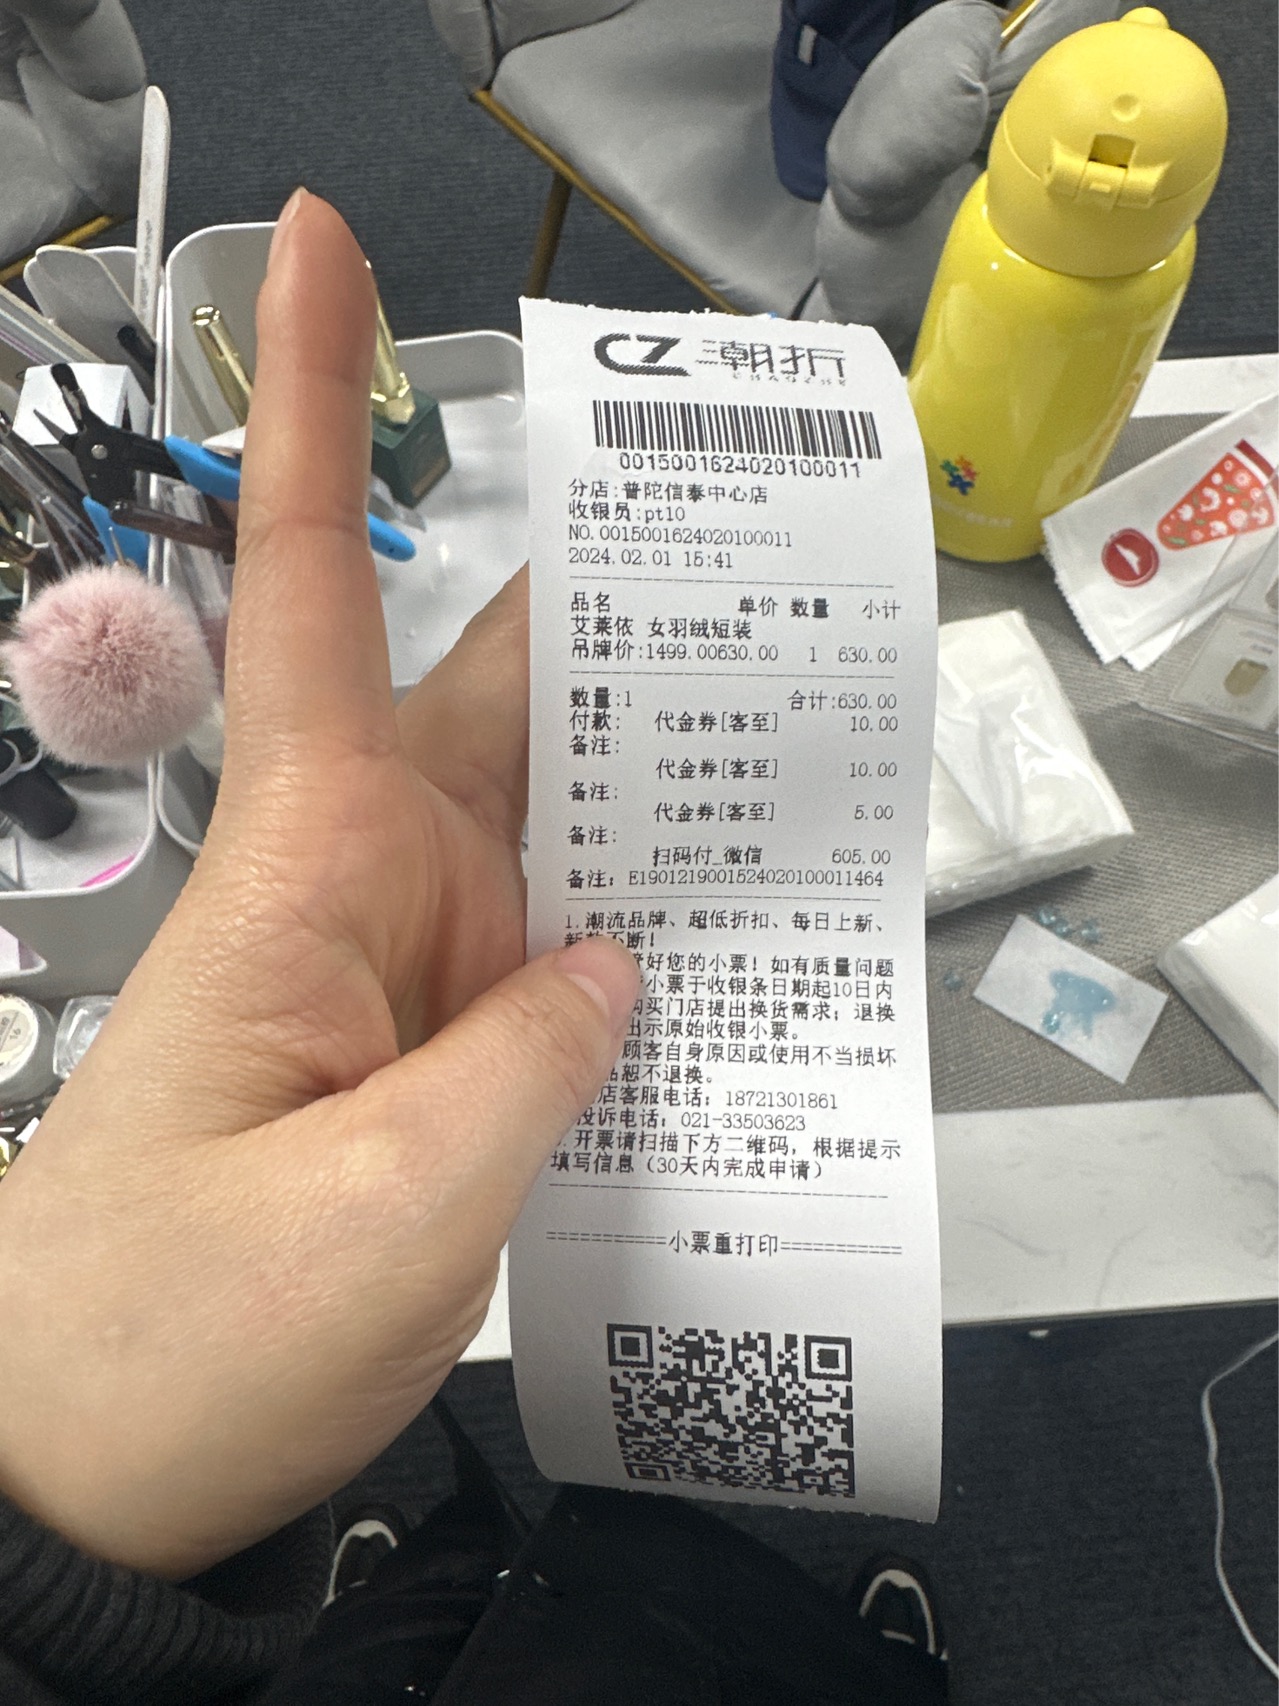 CZ 潮折
0015001624020100011
分店:普陀信泰中心店
收银员:pt10
NO.0015001624020100011
2024.02.01 15:41
品名 单价 数量 小计
艾莱依 女羽绒短装
吊牌价:1499.00630.00 1 630.00
数量:1 合计:630.00
付款: 代金券[客至] 10.00
备注:
代金券[客至] 10.00
备注:
代金券[客至] 5.00
备注:
扫码付_微信 605.00
备注: E1901219001524020100011464
1.潮流品牌、超低折扣、每日上新、
新款不断!
好您的小票!如有质量问题
小票于收银条日期起10日内
购买门店提出换货需求;退换
出示原始收银小票。
顾客自身原因或使用不当损坏
品恕不退换。
店客服电话: 18721301861
投诉电话: 021-33503623
开票请扫描下方二维码,根据提示
填写信息(30天内完成申请)
===========小票重打印===========